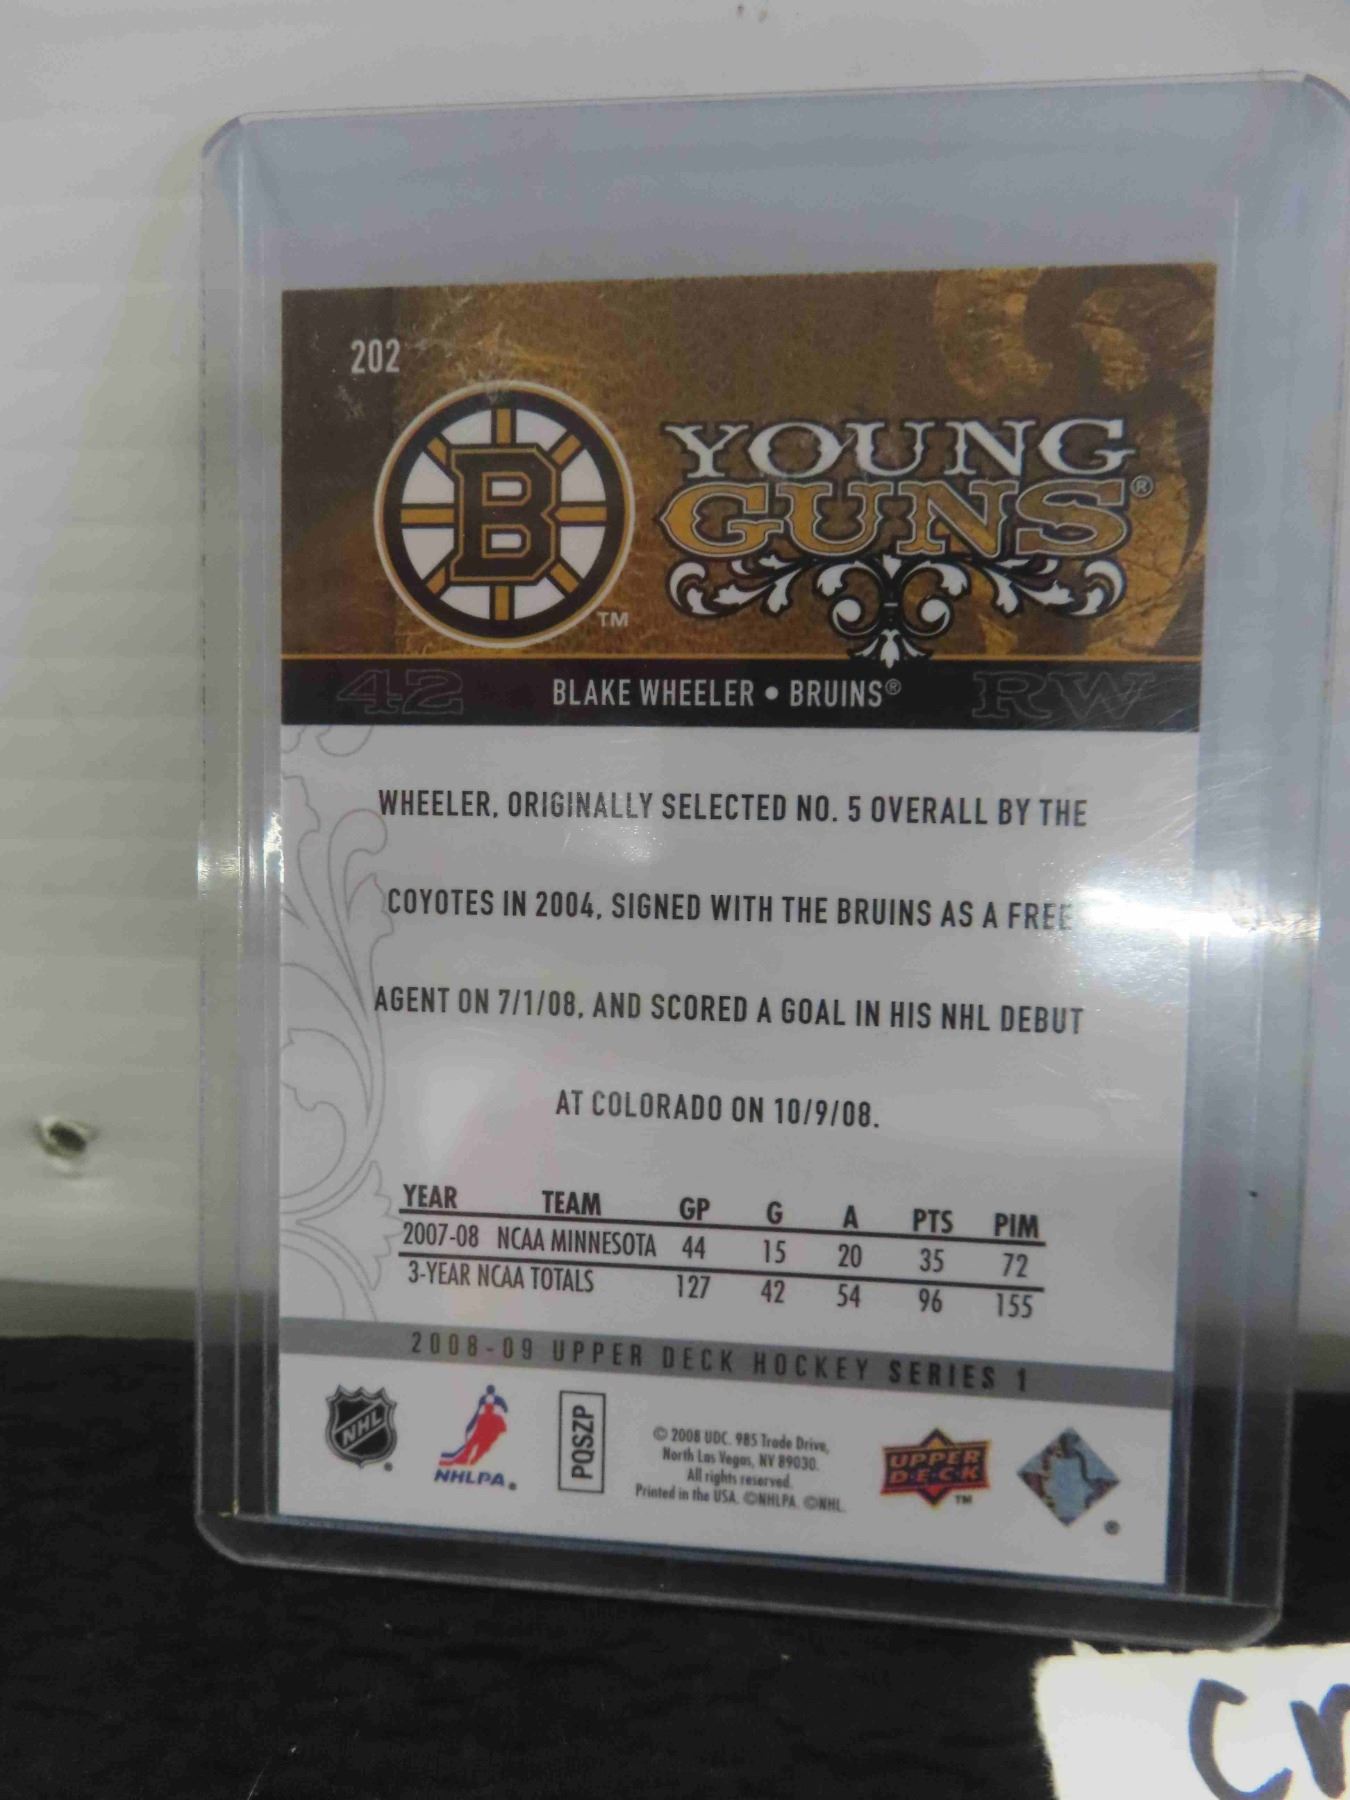 202
B
TM
YOUNG
GUNS®
42 BLAKE WHEELER • BRUINS® RW
WHEELER, ORIGINALLY SELECTED NO. 5 OVERALL BY THE
COYOTES IN 2004, SIGNED WITH THE BRUINS AS A FREE
AGENT ON 7/1/08, AND SCORED A GOAL IN HIS NHL DEBUT
AT COLORADO ON 10/9/08.
YEAR TEAM GP G A PTS PIM
2007-08 NCAA MINNESOTA 44 15 20 35 72
3-YEAR NCAA TOTALS 127 42 54 96 155
2008-09 UPPER DECK HOCKEY SERIES 1
NHL
NHLPA®
PQSZP
© 2008 UDC. 985 Trade Drive,
North Las Vegas, NV 89030.
All rights reserved.
Printed in the USA. ©NHLPA. ©NHL.
UPPER
DECK
TM
®